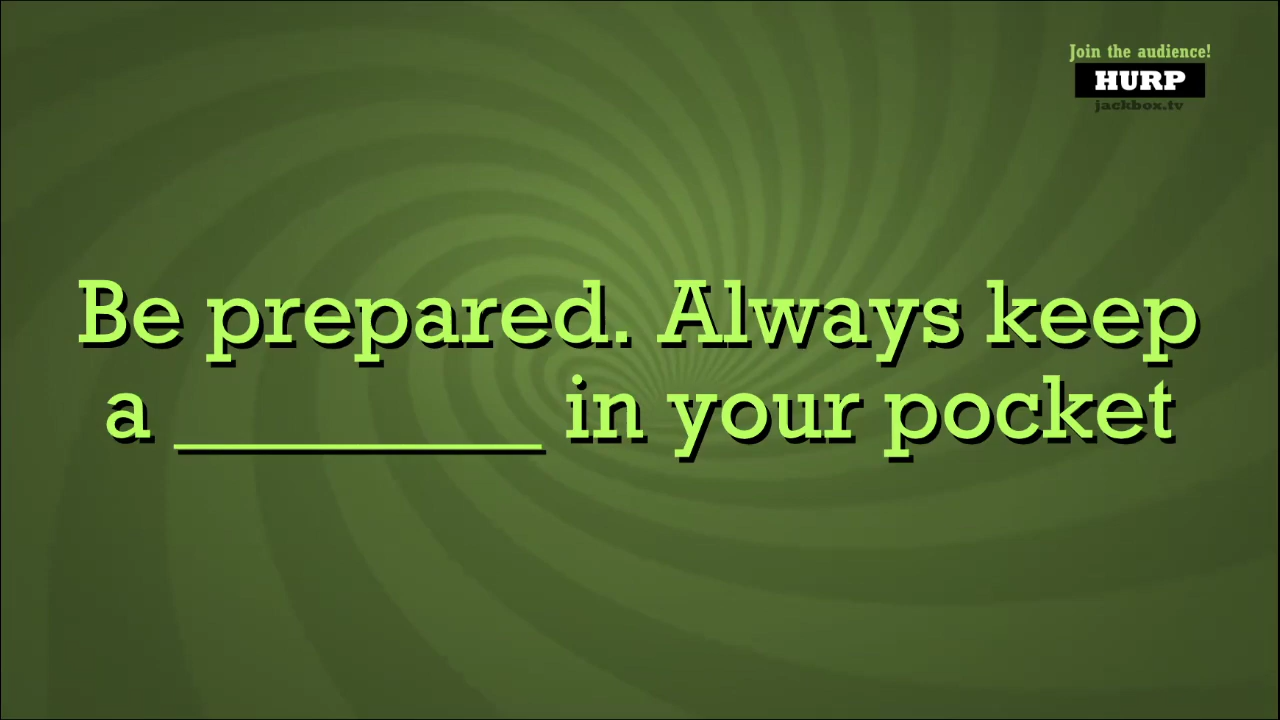 Join the audience!
HURP
jackbox.tv
Be prepared. Always keep
a __________ in your pocket